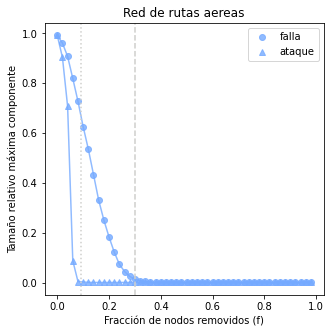 Red de rutas aereas
falla
ataque
1.0
0.8
0.6
0.4
0.2
0.0
Tamaño relativo máxima componente
0.0 0.2 0.4 0.6 0.8 1.0
Fracción de nodos removidos (f)